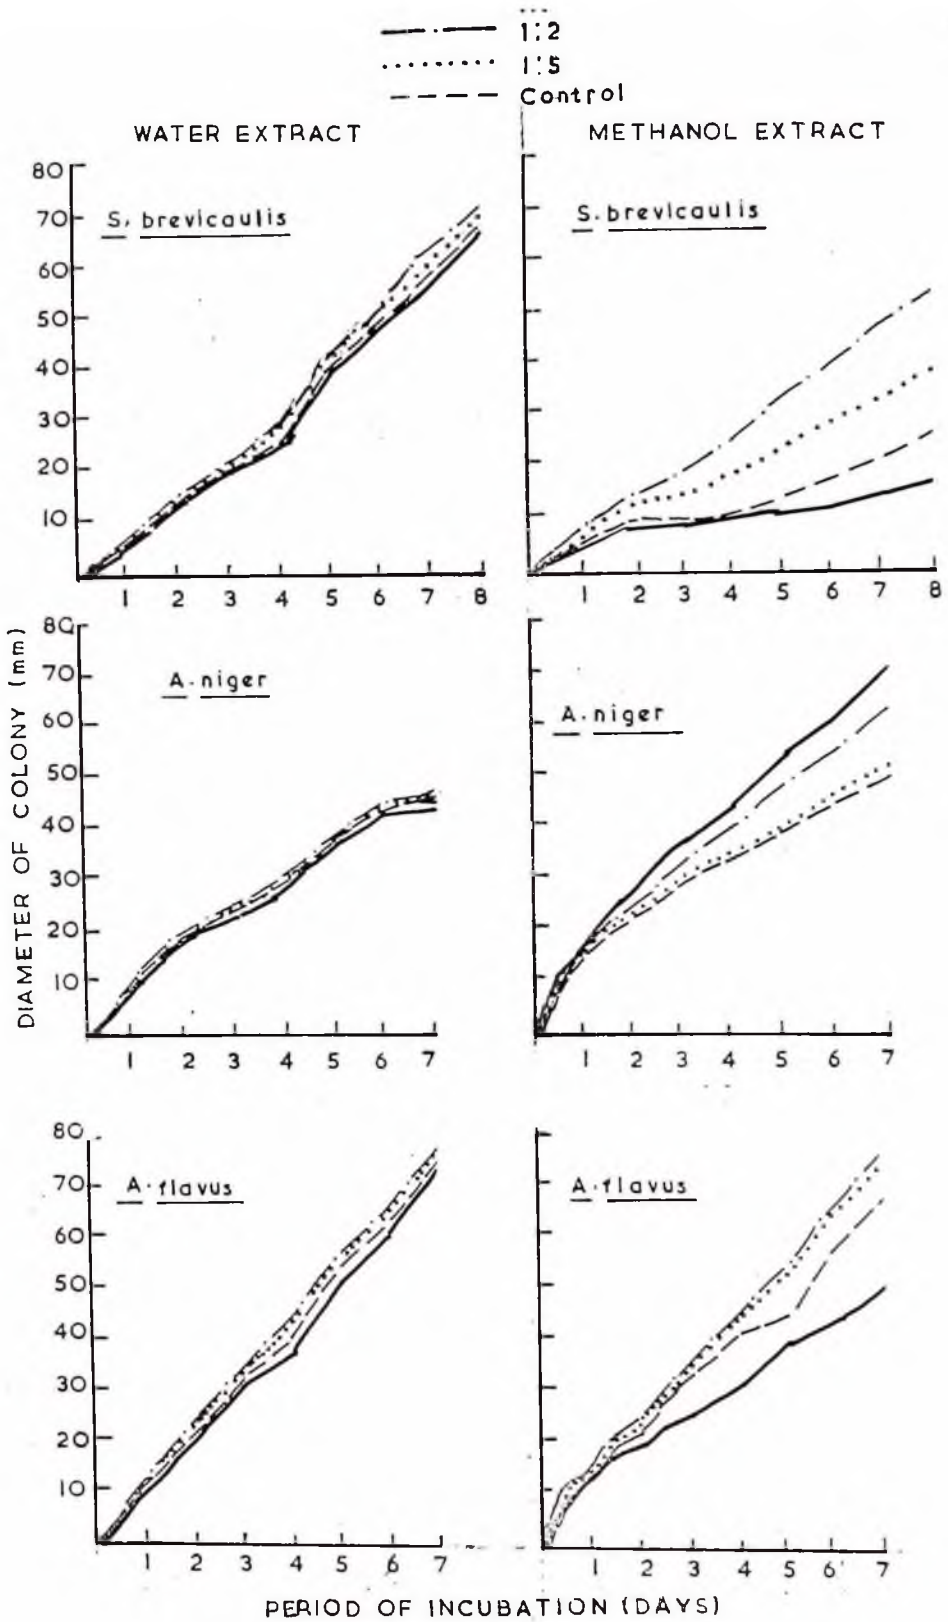 1:2
1:5
Control
WATER EXTRACT
METHANOL EXTRACT
80
70
60
50
40
30
20
10
S. brevicaulis
1 2 3 4 5 6 7 8
S. brevicaulis
1 2 3 4 5 6 7 8
DIAMETER OF COLONY (mm)
80
70
60
50
40
30
20
10
A. niger
1 2 3 4 5 6 7
A. niger
1 2 3 4 5 6 7
80
70
60
50
40
30
20
10
A. flavus
1 2 3 4 5 6 7
A. flavus
1 2 3 4 5 6 7
PERIOD OF INCUBATION (DAYS)